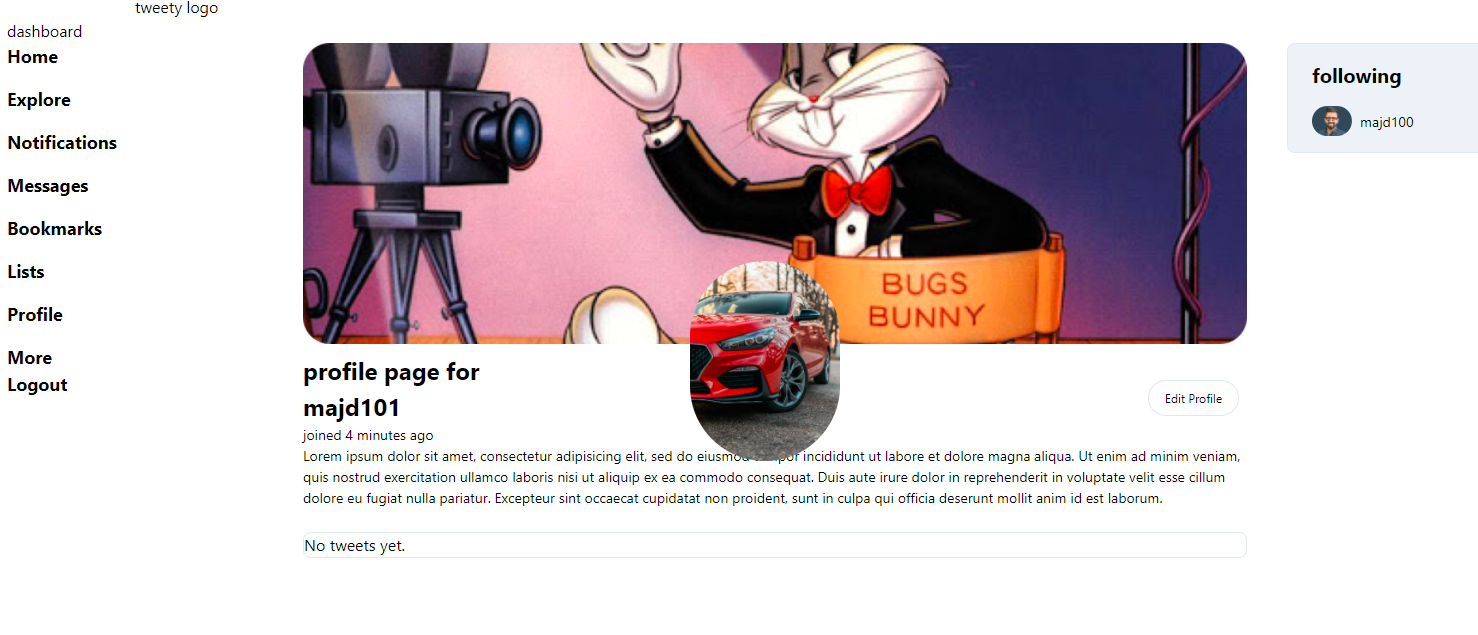 tweety logo
dashboard
Home
Explore
Notifications
Messages
Bookmarks
Lists
Profile
More
Logout
BUGS
BUNNY
profile page for
majd101
joined 4 minutes ago
Edit Profile
Lorem ipsum dolor sit amet, consectetur adipisicing elit, sed do eiusmod incididunt ut labore et dolore magna aliqua. Ut enim ad minim veniam,
quis nostrud exercitation ullamco laboris nisi ut aliquip ex ea commodo consequat. Duis aute irure dolor in reprehenderit in voluptate velit esse cillum
dolore eu fugiat nulla pariatur. Excepteur sint occaecat cupidatat non proident, sunt in culpa qui officia deserunt mollit anim id est laborum.
No tweets yet.
following
majd100